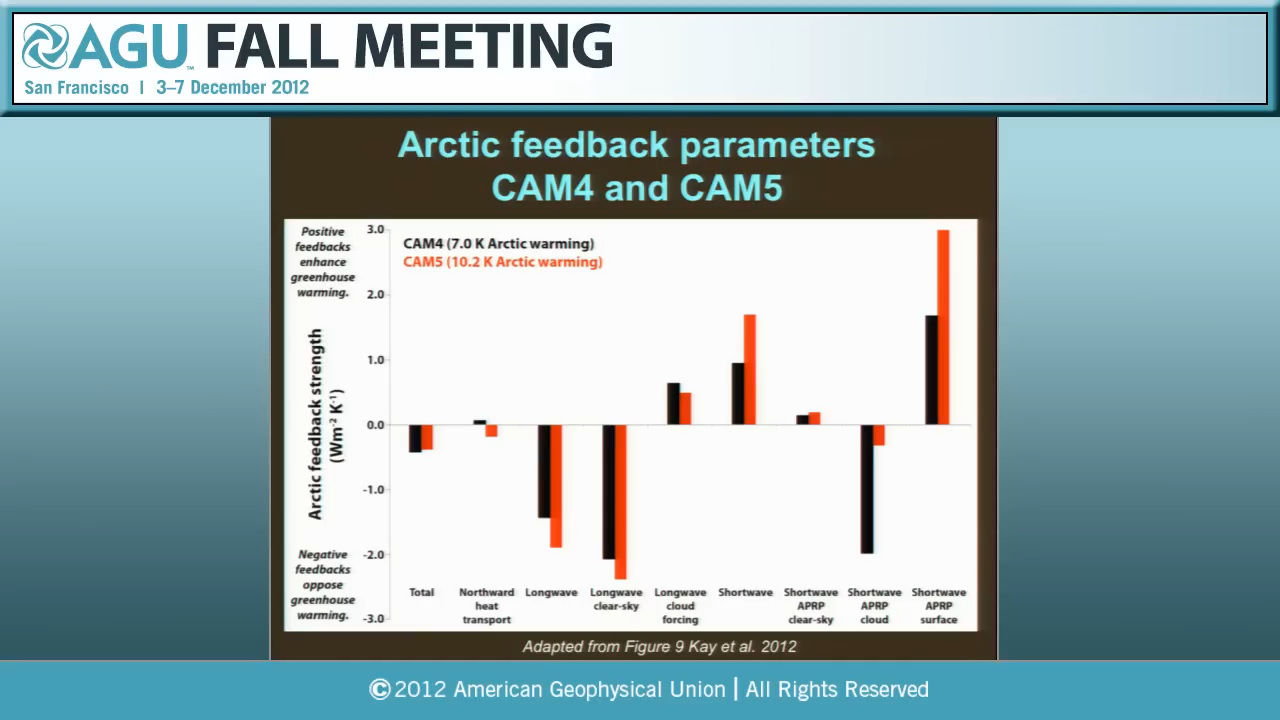 AGU™ FALL MEETING
San Francisco | 3–7 December 2012
Arctic feedback parameters
CAM4 and CAM5
Positive
feedbacks
enhance
greenhouse
warming.
Arctic feedback strength
(Wm⁻² K⁻¹)
Negative
feedbacks
oppose
greenhouse
warming.
3.0
2.0
1.0
0.0
-1.0
-2.0
-3.0
CAM4 (7.0 K Arctic warming)
CAM5 (10.2 K Arctic warming)
Total
Northward
heat
transport
Longwave
Longwave
clear-sky
Longwave
cloud
forcing
Shortwave
Shortwave
APRP
clear-sky
Shortwave
APRP
cloud
Shortwave
APRP
surface
Adapted from Figure 9 Kay et al. 2012
©2012 American Geophysical Union | All Rights Reserved